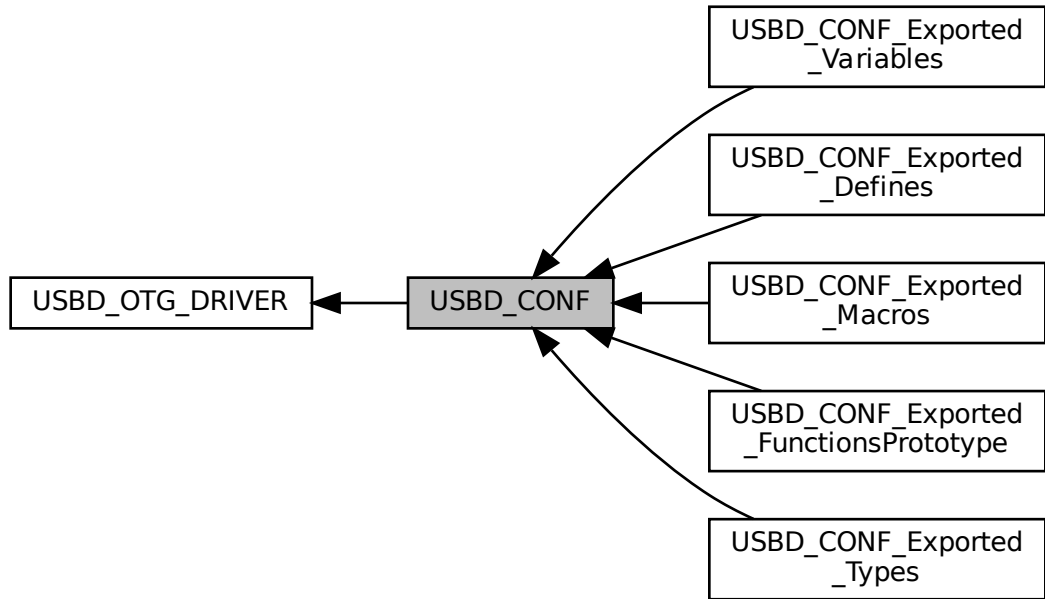 USBD_CONF_Exported
_Variables
USBD_CONF_Exported
_Defines
USBD_OTG_DRIVER
USBD_CONF
USBD_CONF_Exported
_Macros
USBD_CONF_Exported
_FunctionsPrototype
USBD_CONF_Exported
_Types